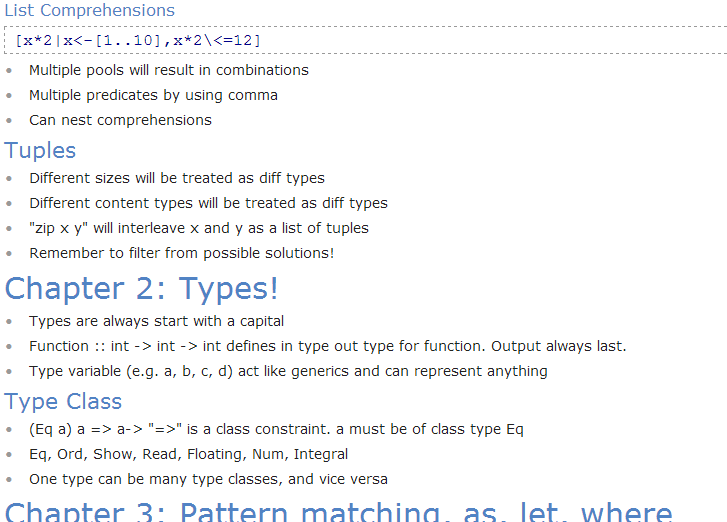 List Comprehensions
[x*2|x<-[1..10],x*2\<=12]
Multiple pools will result in combinations
Multiple predicates by using comma
Can nest comprehensions
Tuples
Different sizes will be treated as diff types
Different content types will be treated as diff types
"zip x y" will interleave x and y as a list of tuples
Remember to filter from possible solutions!
Chapter 2: Types!
Types are always start with a capital
Function :: int -> int -> int defines in type out type for function. Output always last.
Type variable (e.g. a, b, c, d) act like generics and can represent anything
Type Class
(Eq a) a => a-> "=>" is a class constraint. a must be of class type Eq
Eq, Ord, Show, Read, Floating, Num, Integral
One type can be many type classes, and vice versa
Chapter 3: Pattern matching, as, let, where